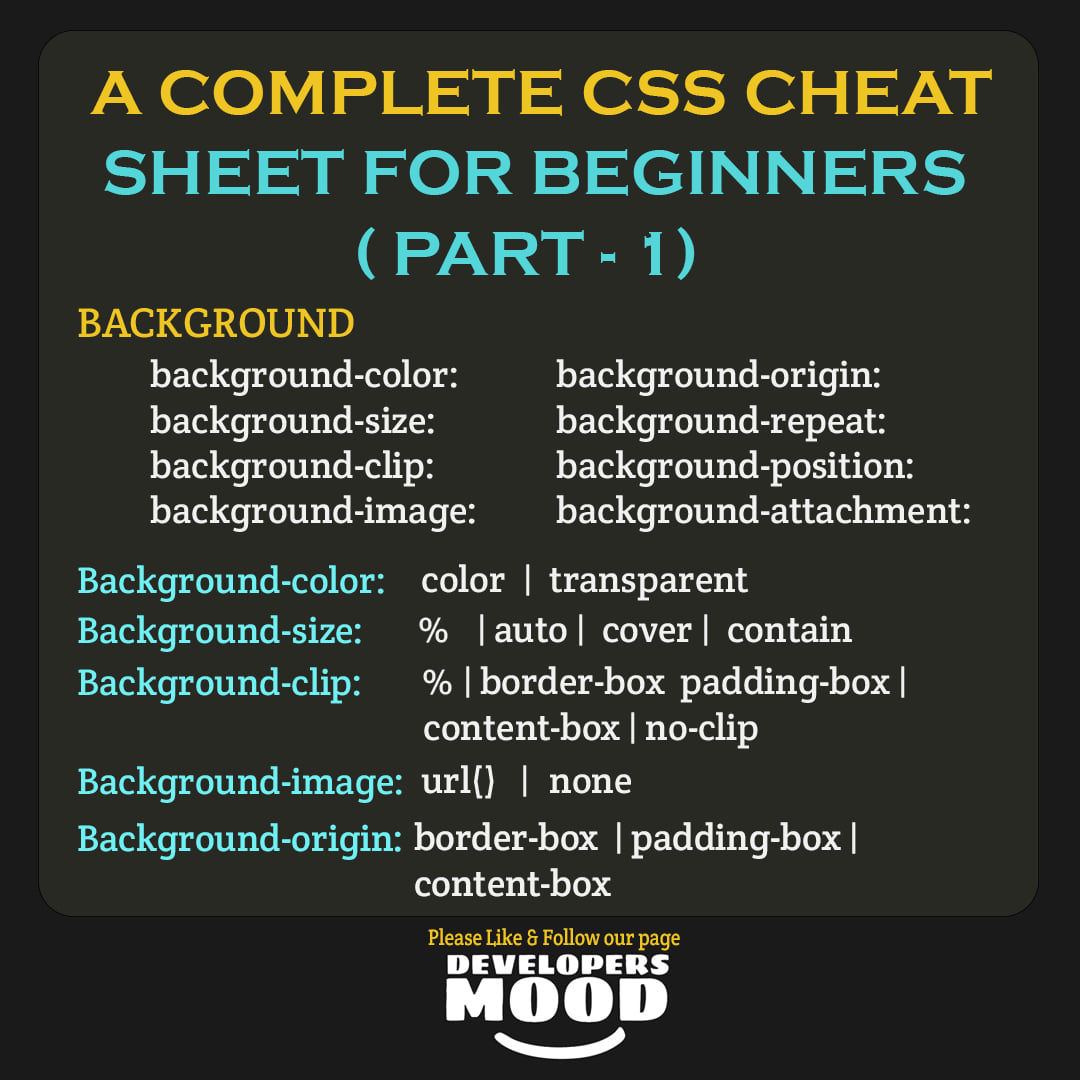 A COMPLETE CSS CHEAT
SHEET FOR BEGINNERS
( PART - 1)
BACKGROUND
background-color: background-origin:
background-size: background-repeat:
background-clip: background-position:
background-image: background-attachment:
Background-color: color | transparent
Background-size: % | auto | cover | contain
Background-clip: % | border-box padding-box |
content-box | no-clip
Background-image: url() | none
Background-origin: border-box | padding-box |
content-box
Please Like & Follow our page
DEVELOPERS
MOOD